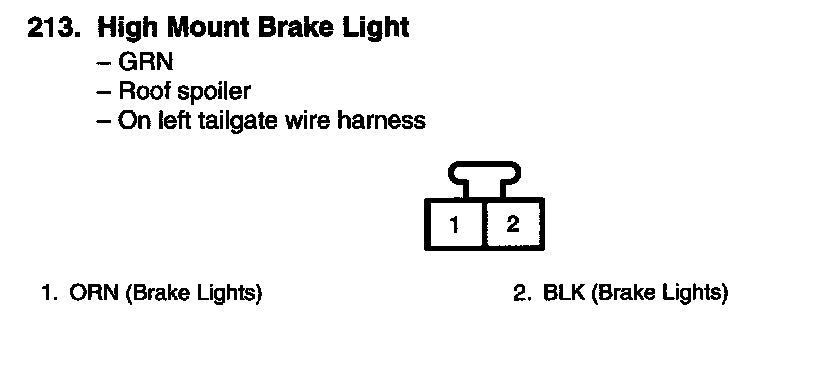 213. High Mount Brake Light
– GRN
– Roof spoiler
– On left tailgate wire harness
1 2
1. ORN (Brake Lights) 2. BLK (Brake Lights)